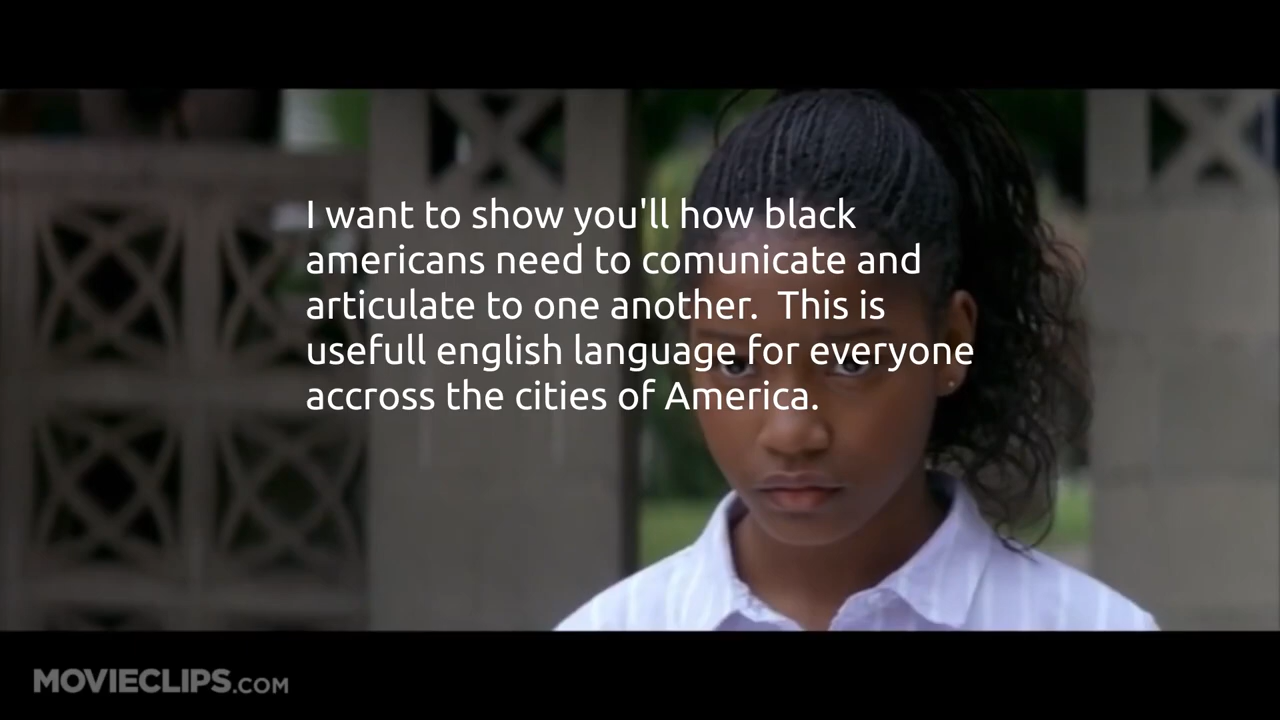 I want to show you'll how black
americans need to comunicate and
articulate to one another.  This is
usefull english language for everyone
accross the cities of America.
MOVIECLIPS.COM